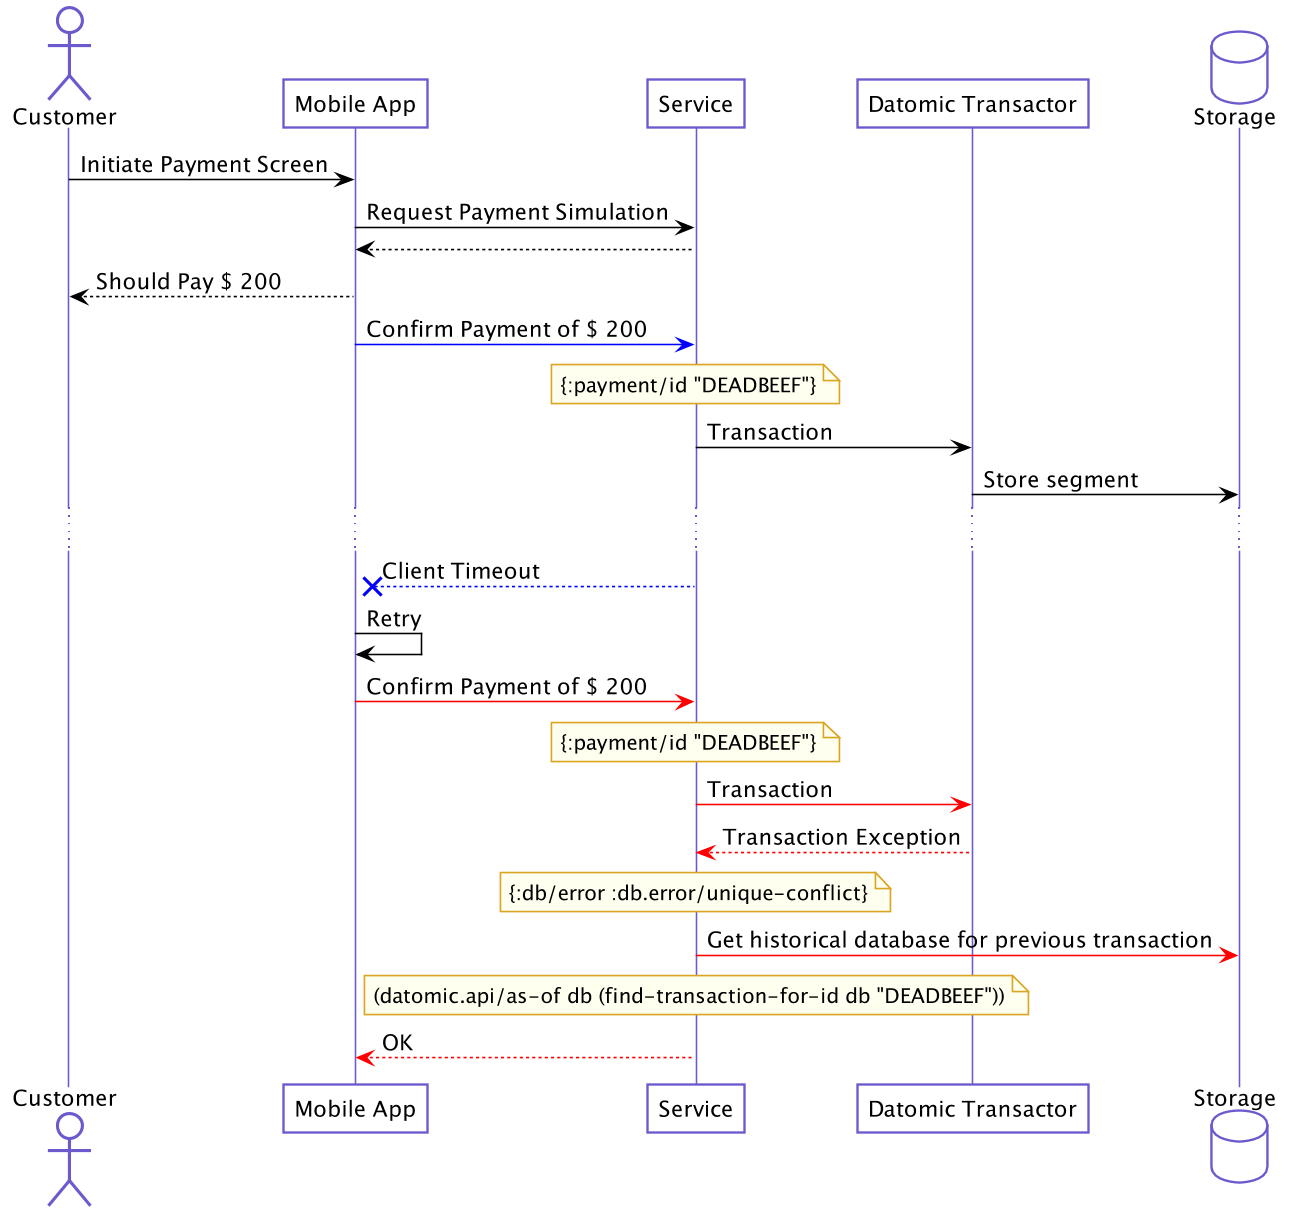 Customer
Mobile App
Service
Datomic Transactor
Storage
Initiate Payment Screen
Request Payment Simulation
Should Pay $ 200
Confirm Payment of $ 200
{:payment/id "DEADBEEF"}
Transaction
Store segment
Client Timeout
Retry
Confirm Payment of $ 200
{:payment/id "DEADBEEF"}
Transaction
Transaction Exception
{:db/error :db.error/unique-conflict}
Get historical database for previous transaction
(datomic.api/as-of db (find-transaction-for-id db "DEADBEEF"))
OK
Customer
Mobile App
Service
Datomic Transactor
Storage